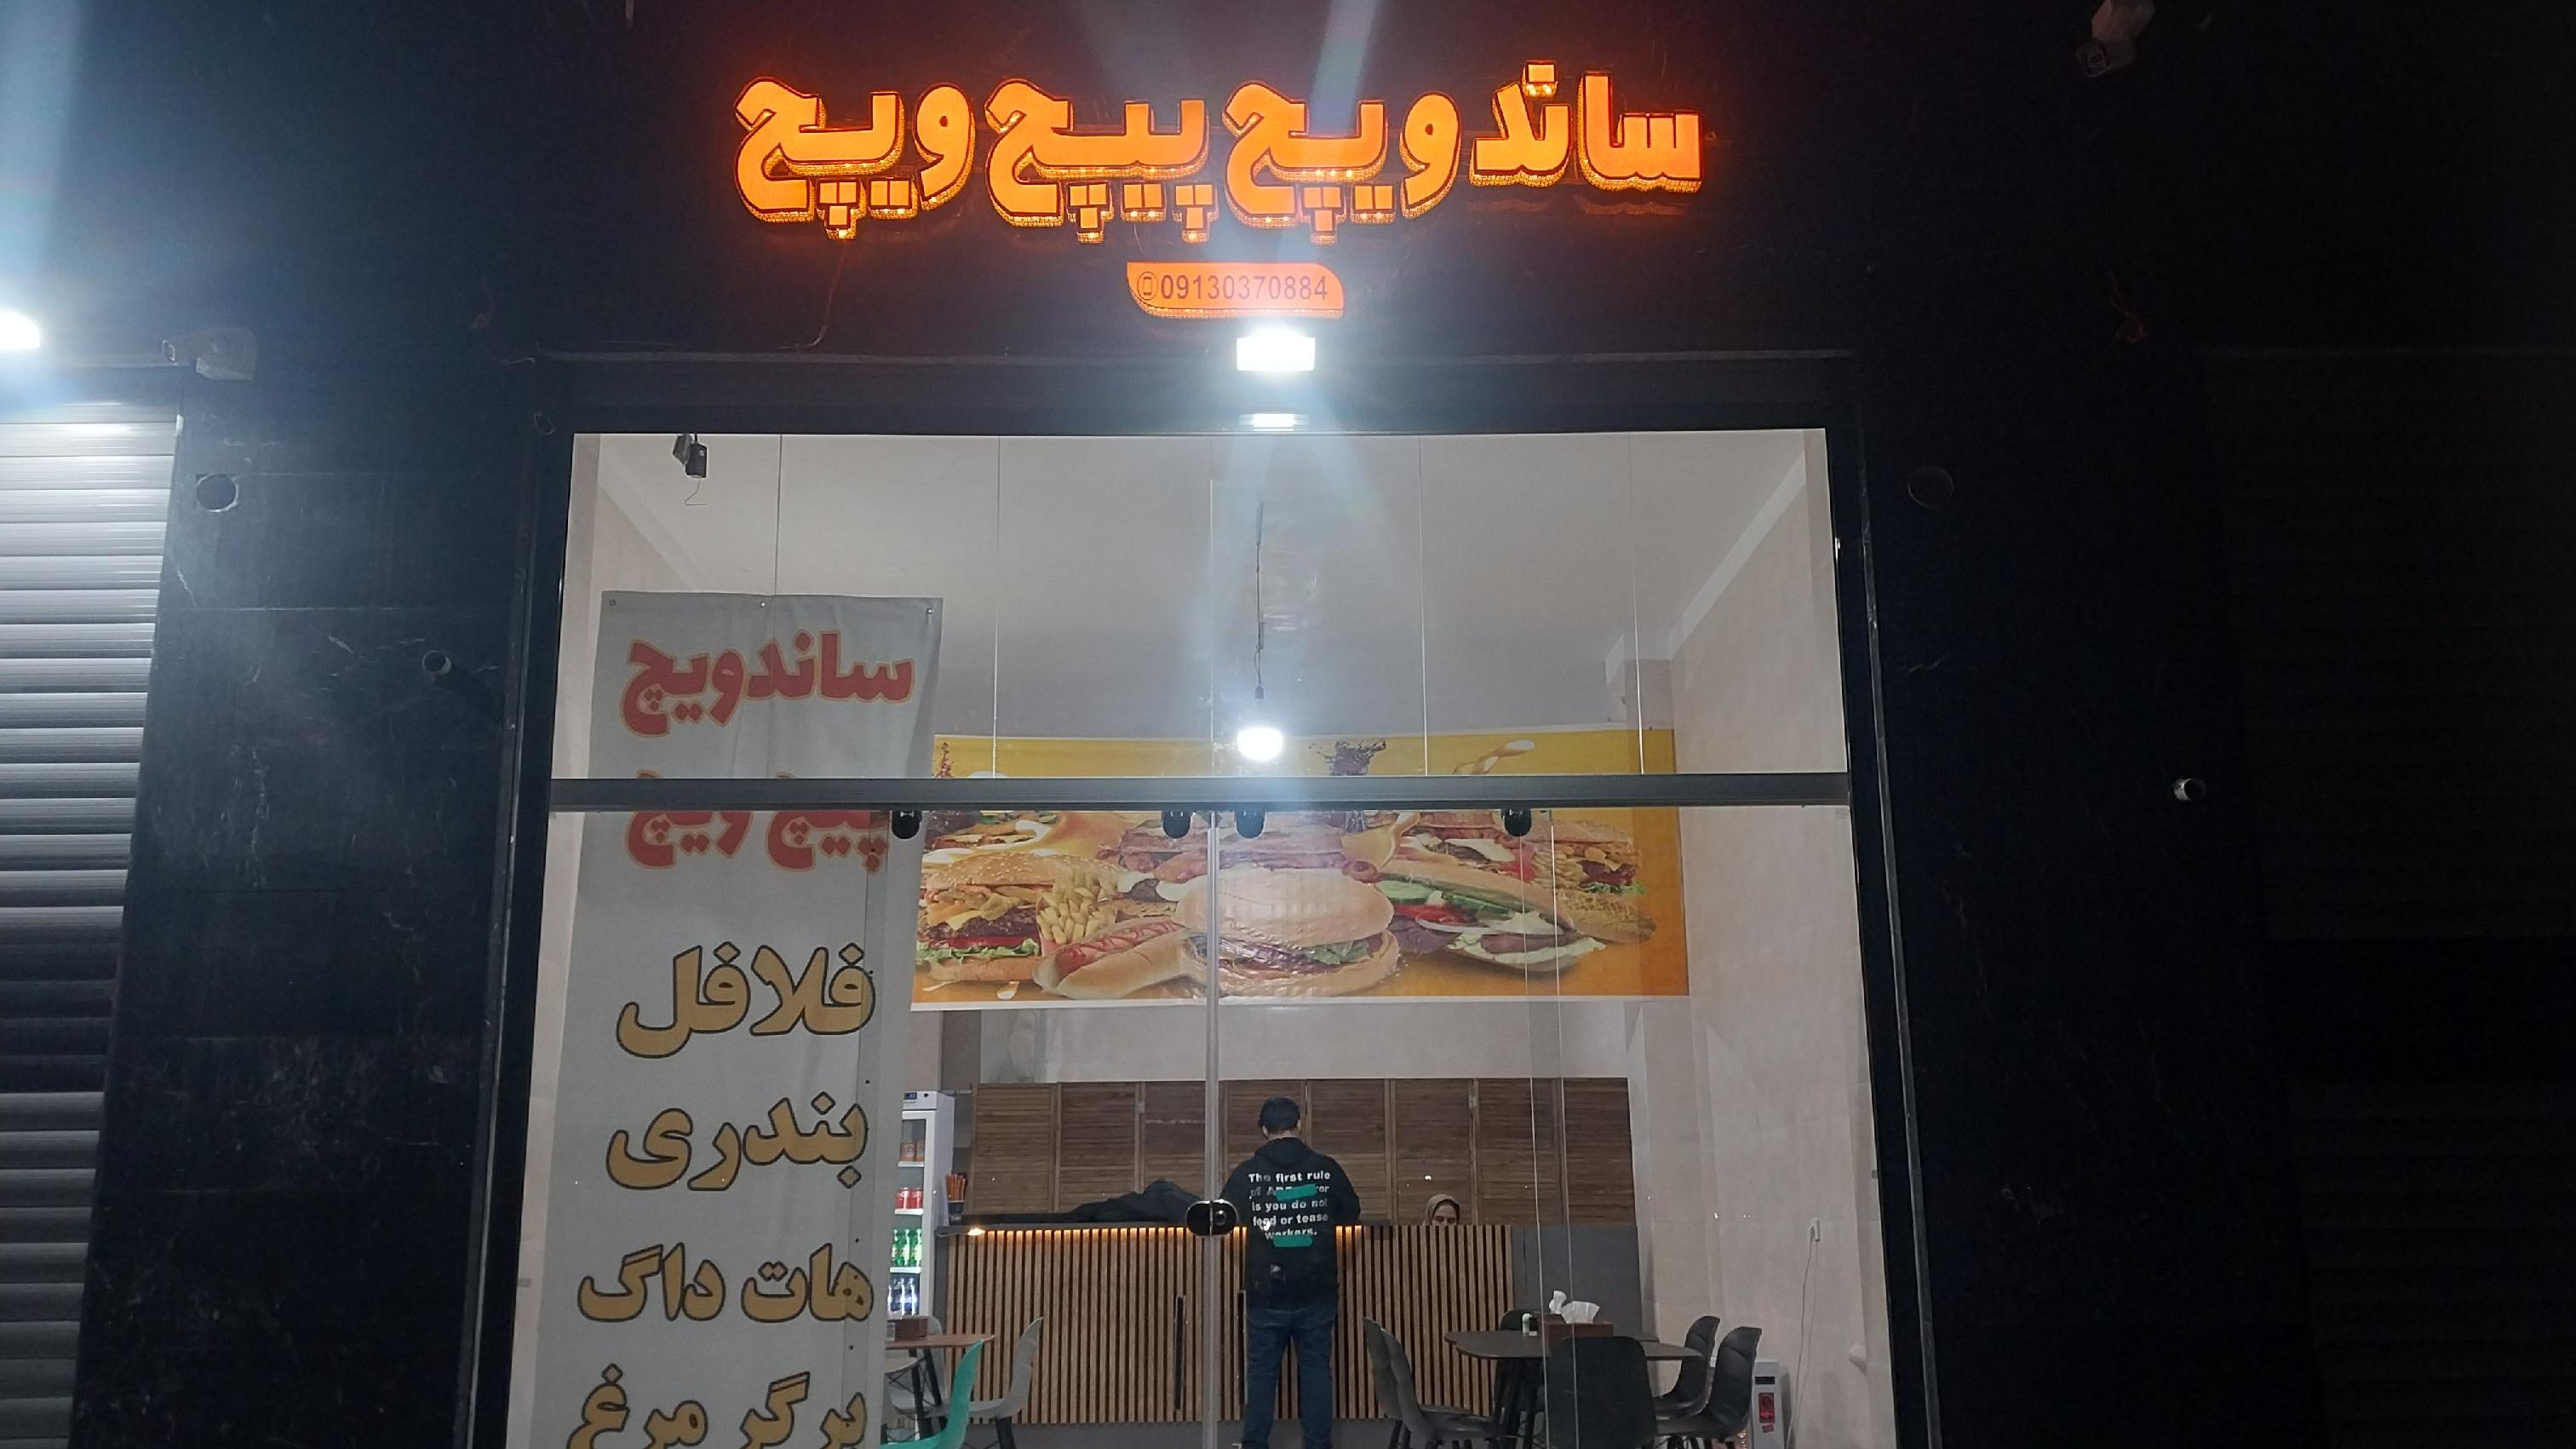 ساندویچ پیچ ویچ
09130370884
ساندویچ
پیچ ویچ
فلافل
بندری
هات داگ
برگر مرغ
The first rule
of
is you do not
feed or tease
workers.